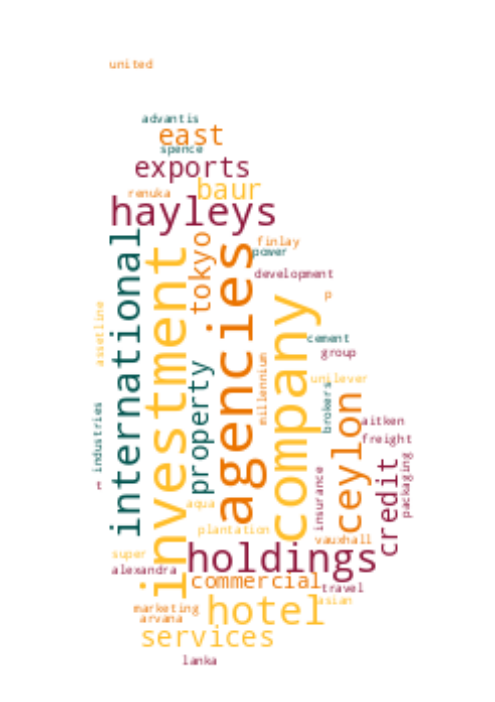 united
advantis
east
spence
exports
renuka
baur
hayleys
international
investment
tokyo
agencies
finlay
power
development
p
company
assetline
cement
group
millennium
property
unilever
brokers
ceylon
industries
aitken
freight
packaging
credit
insurance
t
aqua
plantation
vauxhall
super
holdings
alexandra
commercial
travel
asian
marketing
hotel
arvana
services
lanka